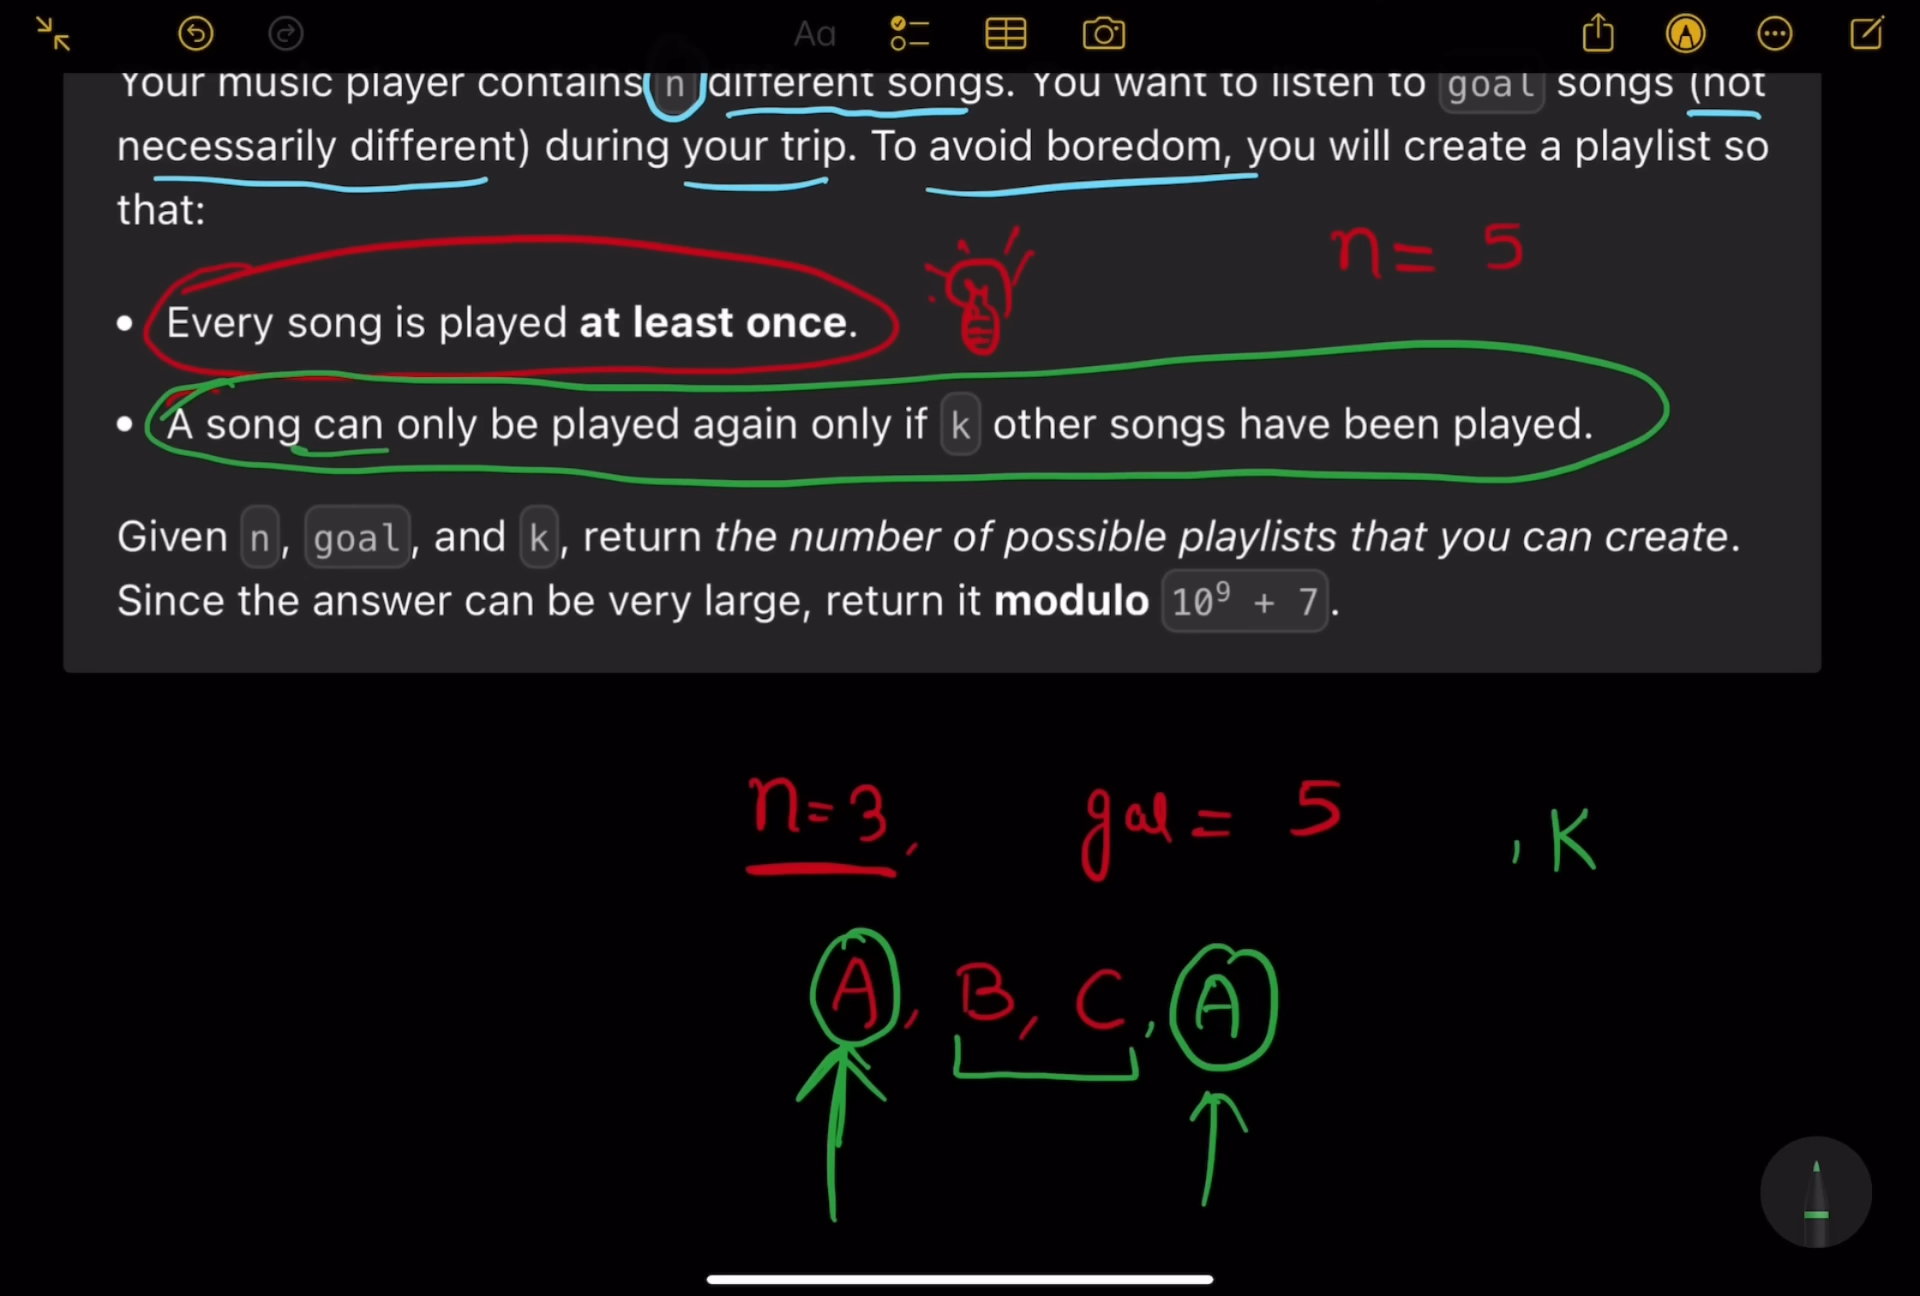 Aa
Your music player contains n different songs. You want to listen to goal songs (not
necessarily different) during your trip. To avoid boredom, you will create a playlist so
that:
n = 5
• Every song is played at least once.
• A song can only be played again only if k other songs have been played.
Given n, goal, and k, return the number of possible playlists that you can create.
Since the answer can be very large, return it modulo 10⁹ + 7.
n=3, gal = 5 , K
A, B, C, A